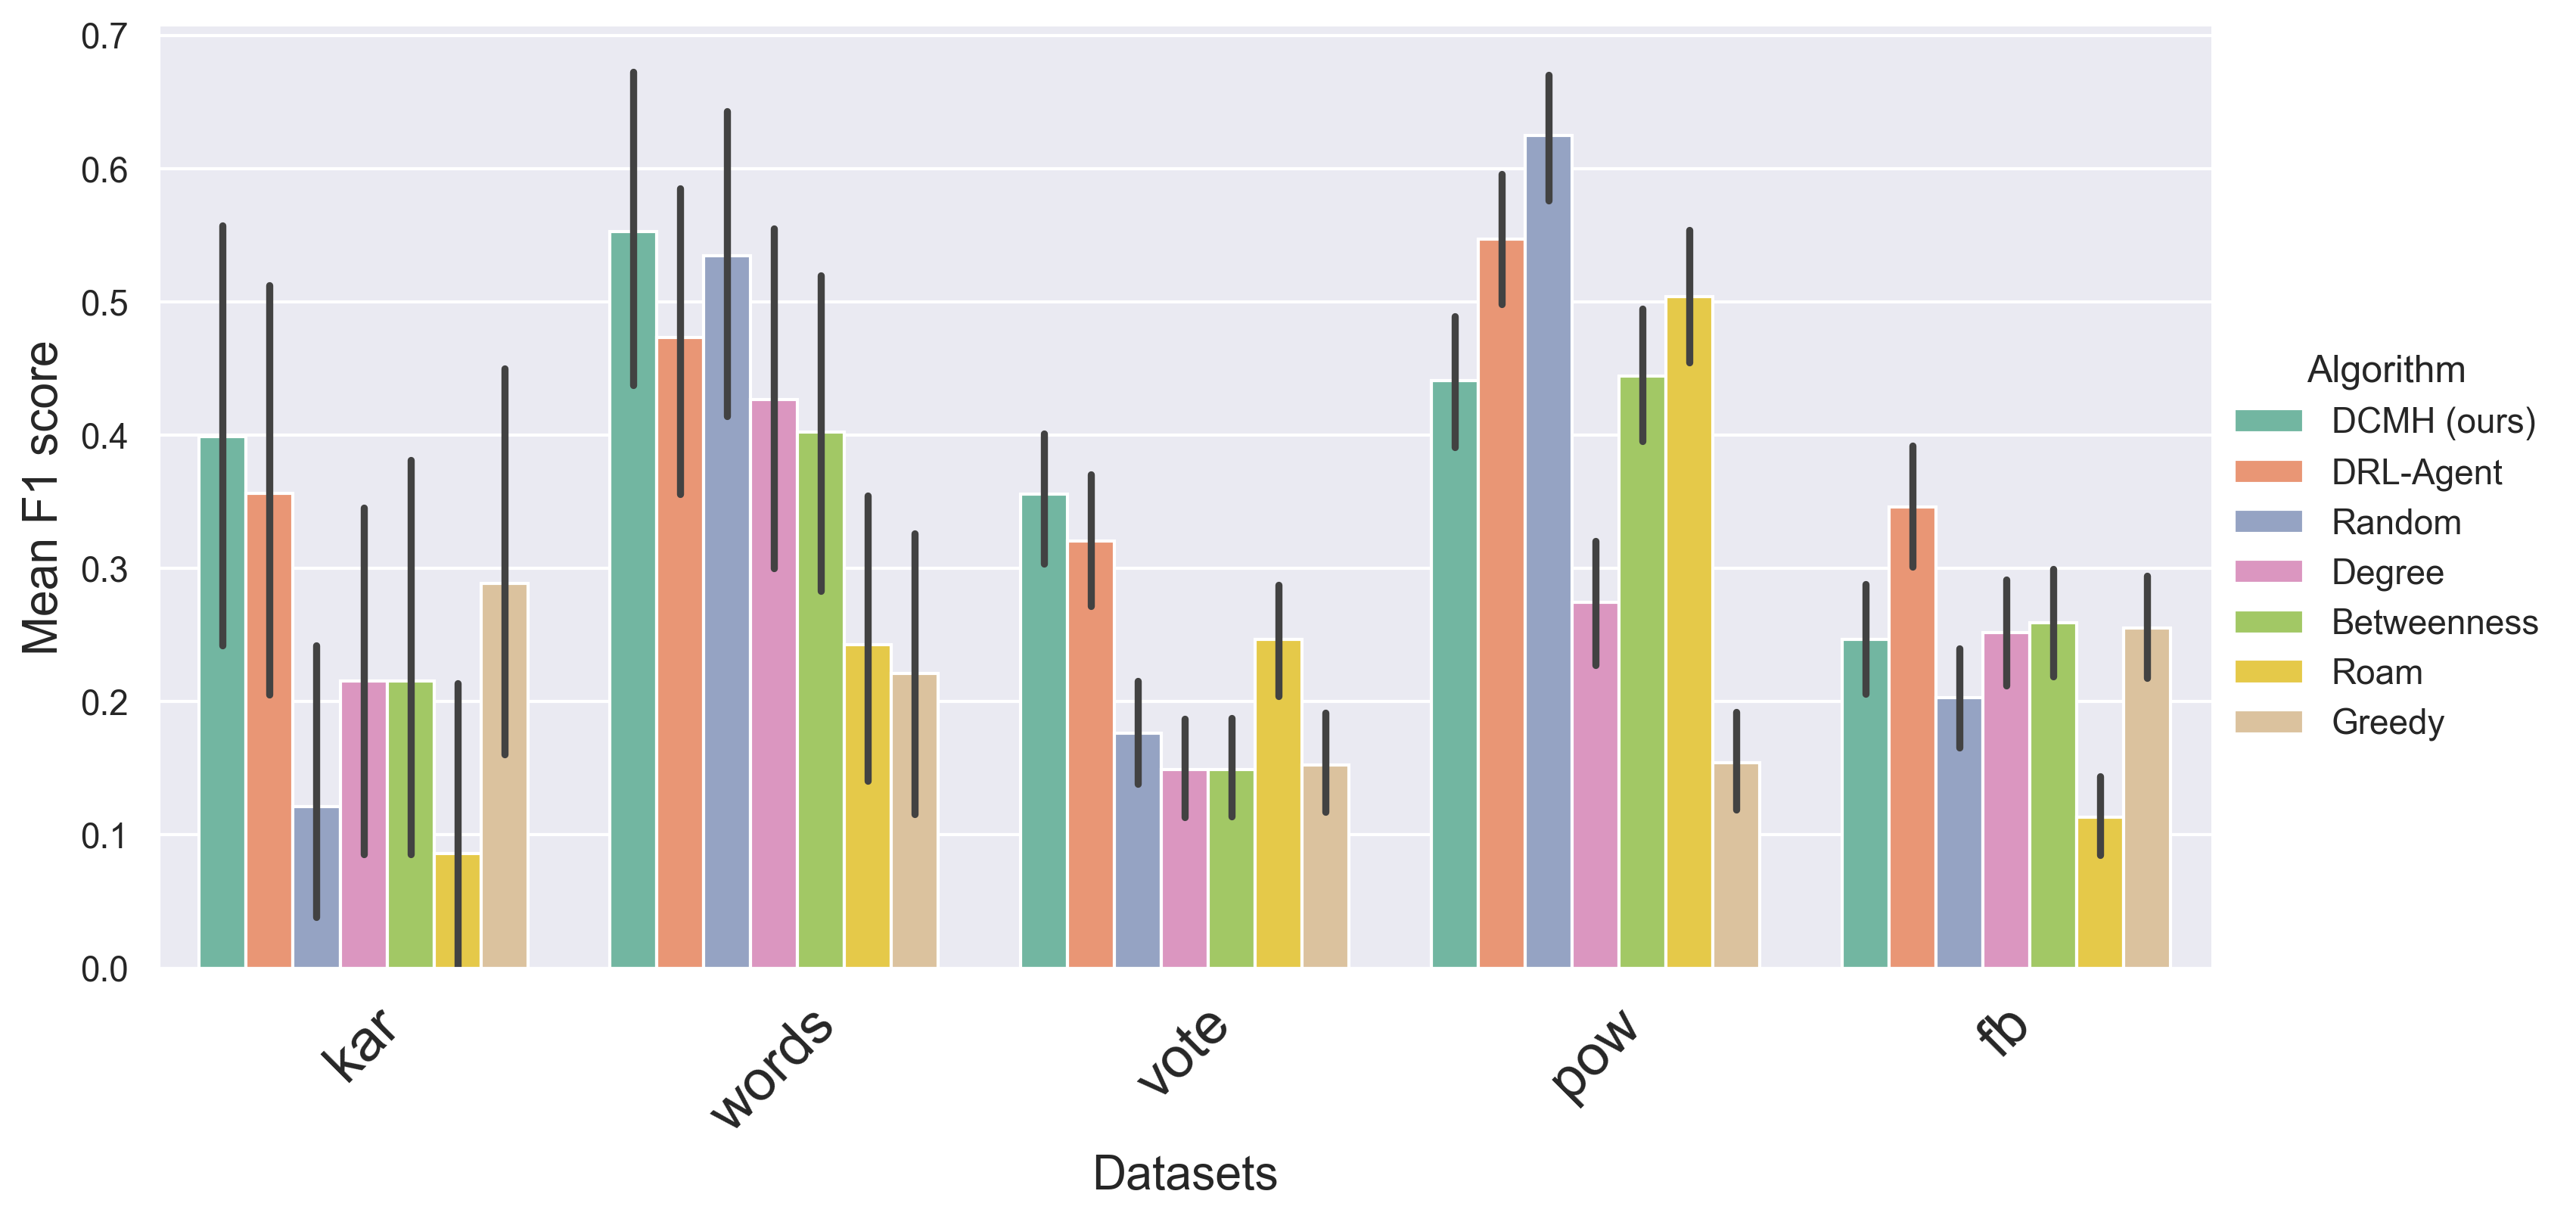 0.7
0.6
0.5
0.4
0.3
0.2
0.1
0.0
Mean F1 score
kar
words
vote
pow
fb
Datasets
Algorithm
DCMH (ours)
DRL-Agent
Random
Degree
Betweenness
Roam
Greedy